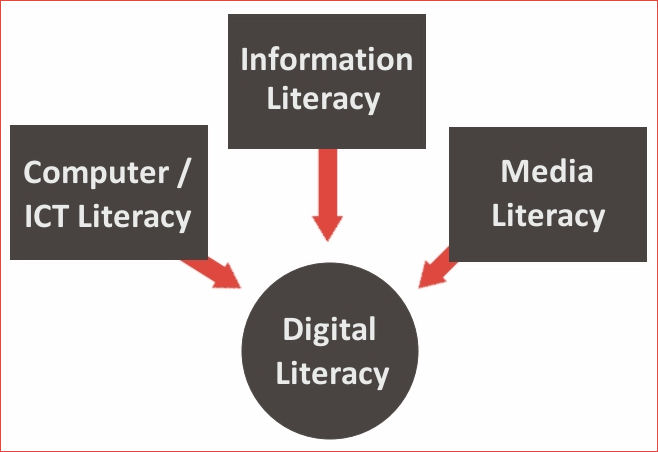 Information
Literacy
Computer /
ICT Literacy
Media
Literacy
Digital
Literacy